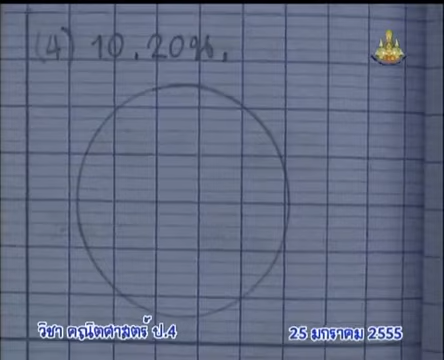 (4) 10.20 น.
วิชา คณิตศาสตร์ ป.4
25 มกราคม 2555